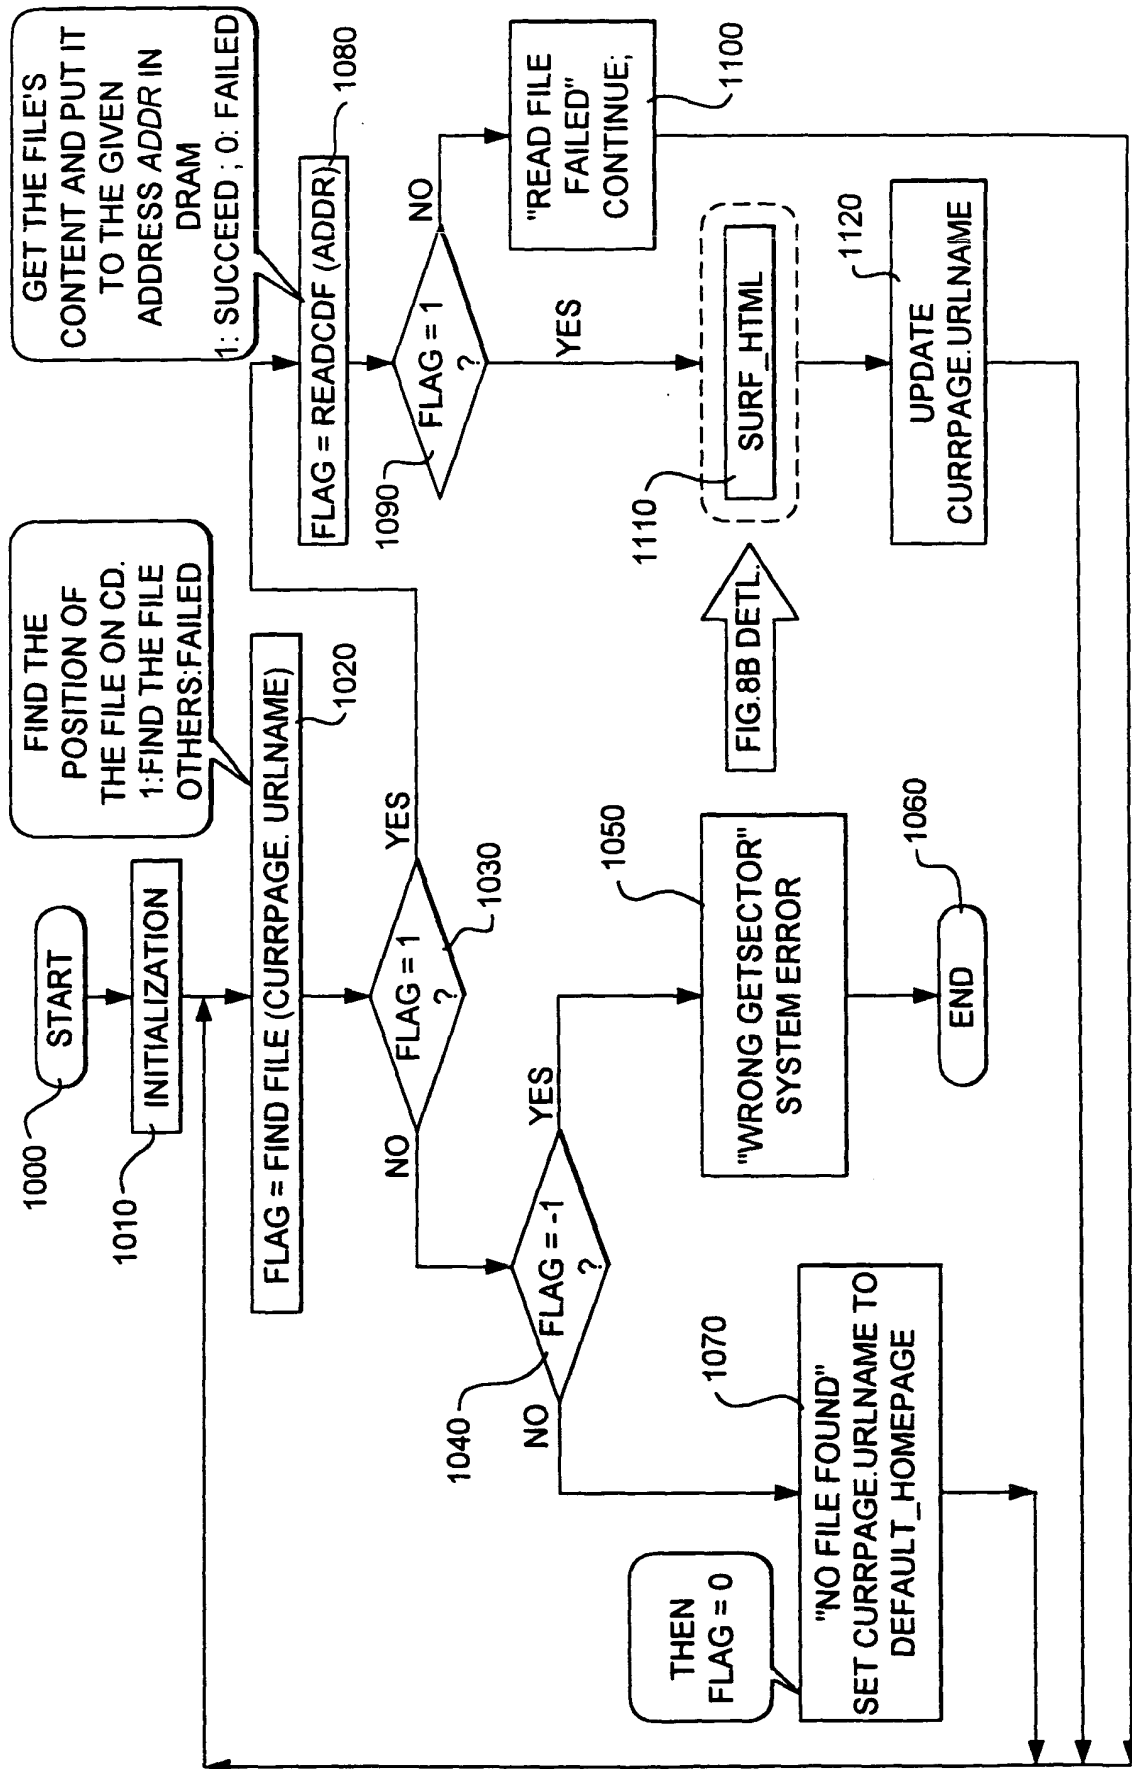 1000
START
1010
INITIALIZATION
FIND THE
POSITION OF
THE FILE ON CD.
1:FIND THE FILE
OTHERS:FAILED
FLAG = FIND FILE (CURRPAGE. URLNAME)
1020
FLAG = 1
?
1030
NO
YES
1040
FLAG = -1
?
NO
YES
1050
"WRONG GETSECTOR"
SYSTEM ERROR
1060
END
THEN
FLAG = 0
1070
"NO FILE FOUND"
SET CURRPAGE.URLNAME TO
DEFAULT_HOMEPAGE
GET THE FILE'S
CONTENT AND PUT IT
TO THE GIVEN
ADDRESS ADDR IN
DRAM
1: SUCCEED ; 0: FAILED
FLAG = READCDF (ADDR)
1080
1090
FLAG = 1
?
NO
YES
"READ FILE
FAILED"
CONTINUE;
1100
FIG.8B DETL.
1110
SURF_HTML
1120
UPDATE
CURRPAGE.URLNAME